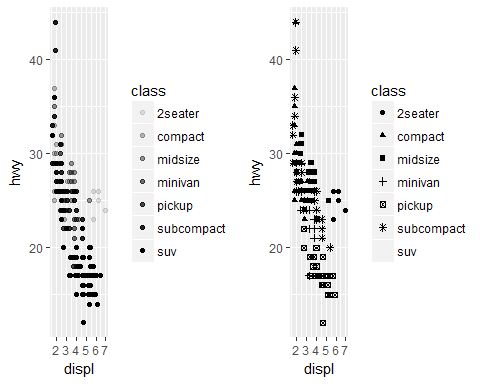 40
30
20
hwy
2 3 4 5 6 7
displ
class
2seater
compact
midsize
minivan
pickup
subcompact
suv
40
30
20
hwy
2 3 4 5 6 7
displ
class
2seater
compact
midsize
minivan
pickup
subcompact
suv